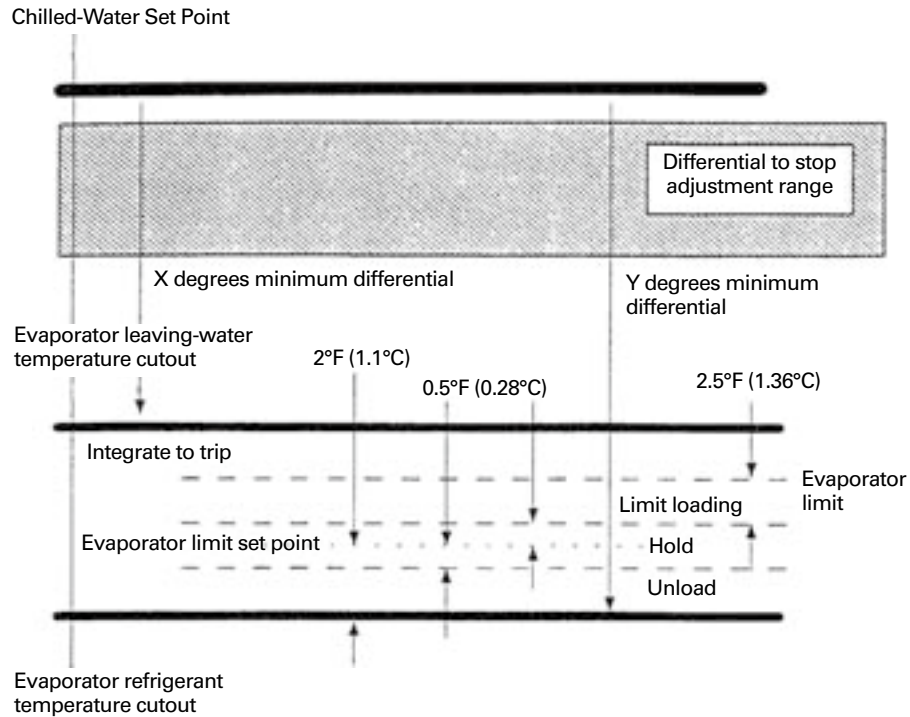 Chilled-Water Set Point
Differential to stop
adjustment range
X degrees minimum differential
Y degrees minimum
differential
Evaporator leaving-water
temperature cutout
2°F (1.1°C)
0.5°F (0.28°C)
2.5°F (1.36°C)
Integrate to trip
Evaporator
limit
Limit loading
Evaporator limit set point
Hold
Unload
Evaporator refrigerant
temperature cutout